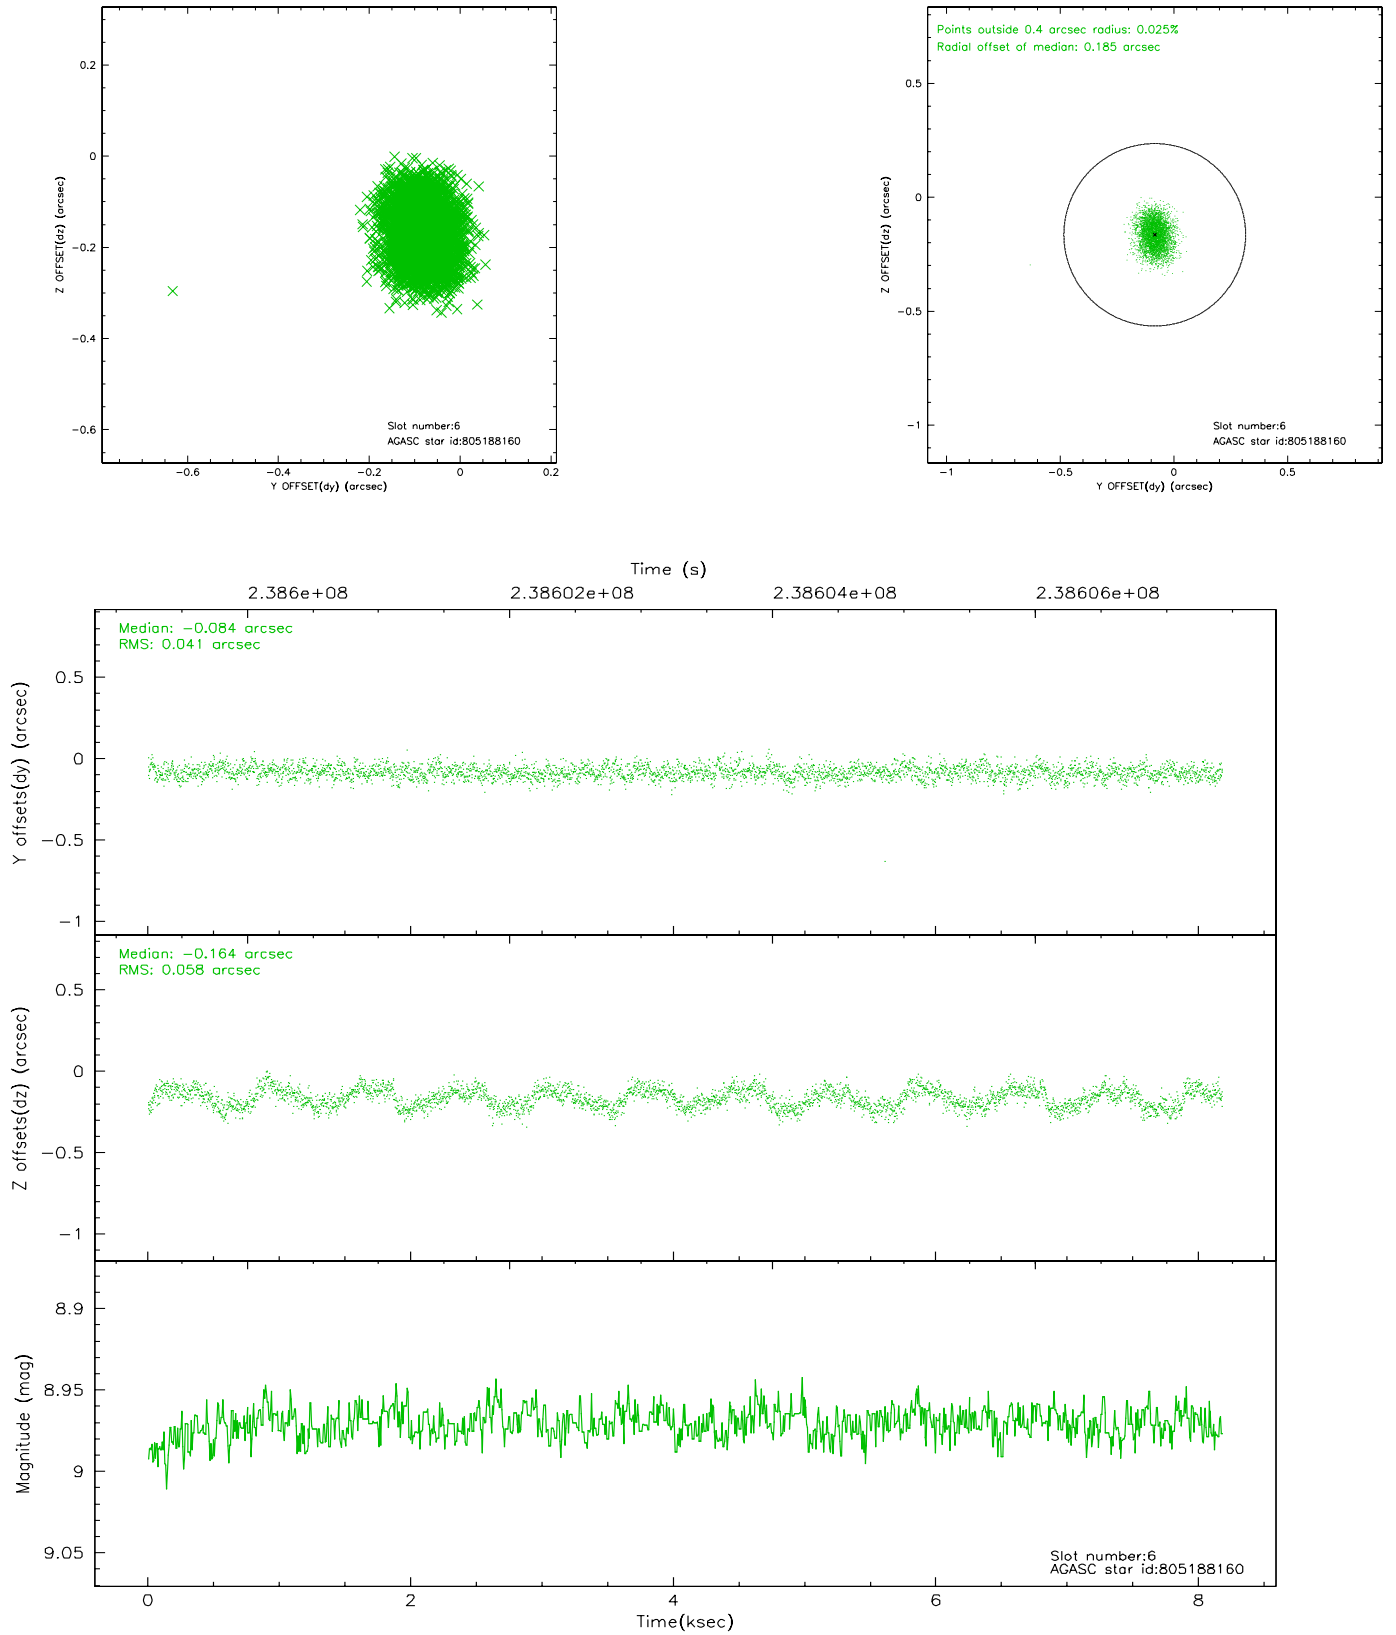 0.2
0
−0.2
−0.4
−0.6
Z OFFSET(dz) (arcsec)
Slot number:6
AGASC star id:805188160
−0.6 −0.4 −0.2 0 0.2
Y OFFSET(dy) (arcsec)
Points outside 0.4 arcsec radius: 0.025%
Radial offset of median: 0.185 arcsec
0.5
0
−0.5
−1
Z OFFSET(dz) (arcsec)
Slot number:6
AGASC star id:805188160
−1 −0.5 0 0.5
Y OFFSET(dy) (arcsec)
Time (s)
2.386e+08 2.38602e+08 2.38604e+08 2.38606e+08
Median: −0.084 arcsec
RMS: 0.041 arcsec
0.5
0
−0.5
−1
Y offsets(dy) (arcsec)
Median: −0.164 arcsec
RMS: 0.058 arcsec
0.5
0
−0.5
−1
Z offsets(dz) (arcsec)
8.9
8.95
9
9.05
Magnitude (mag)
Slot number:6
AGASC star id:805188160
0 2 4 6 8
Time(ksec)